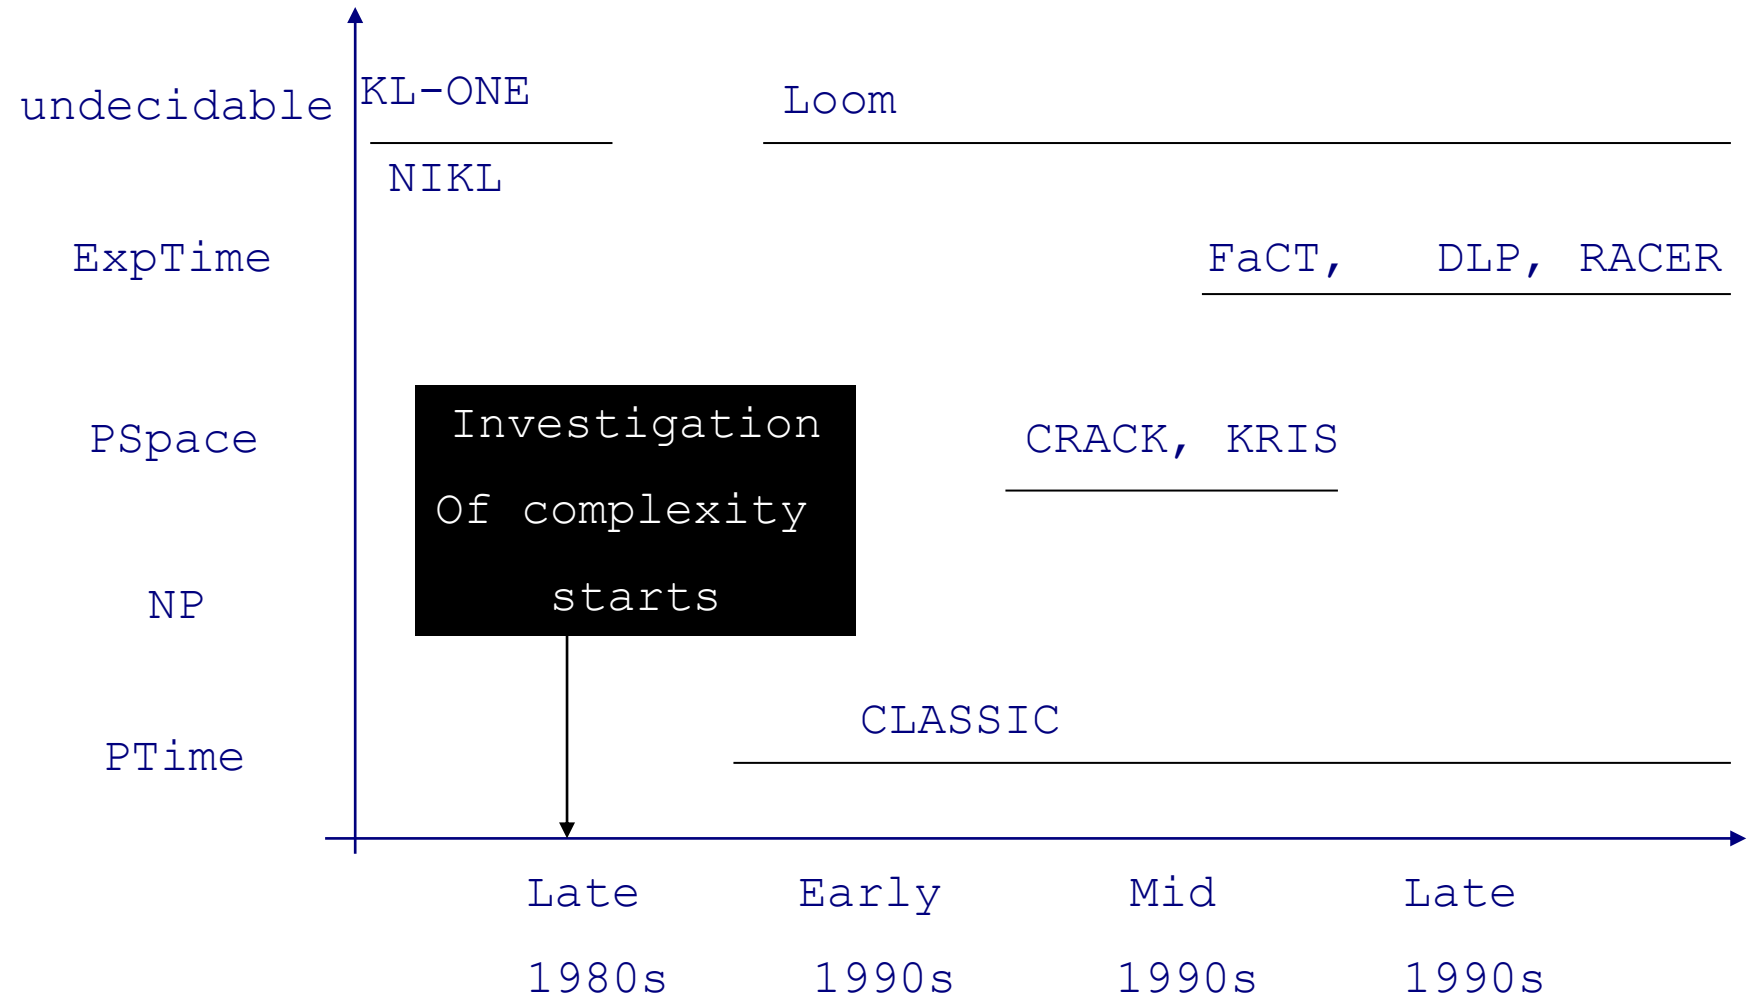 KL-ONE
undecidable
Loom
NIKL
ExpTime
FaCT, DLP, RACER
PSpace
Investigation
Of complexity
starts
CRACK, KRIS
NP
CLASSIC
PTime
Late Early Mid Late
1980s 1990s 1990s 1990s